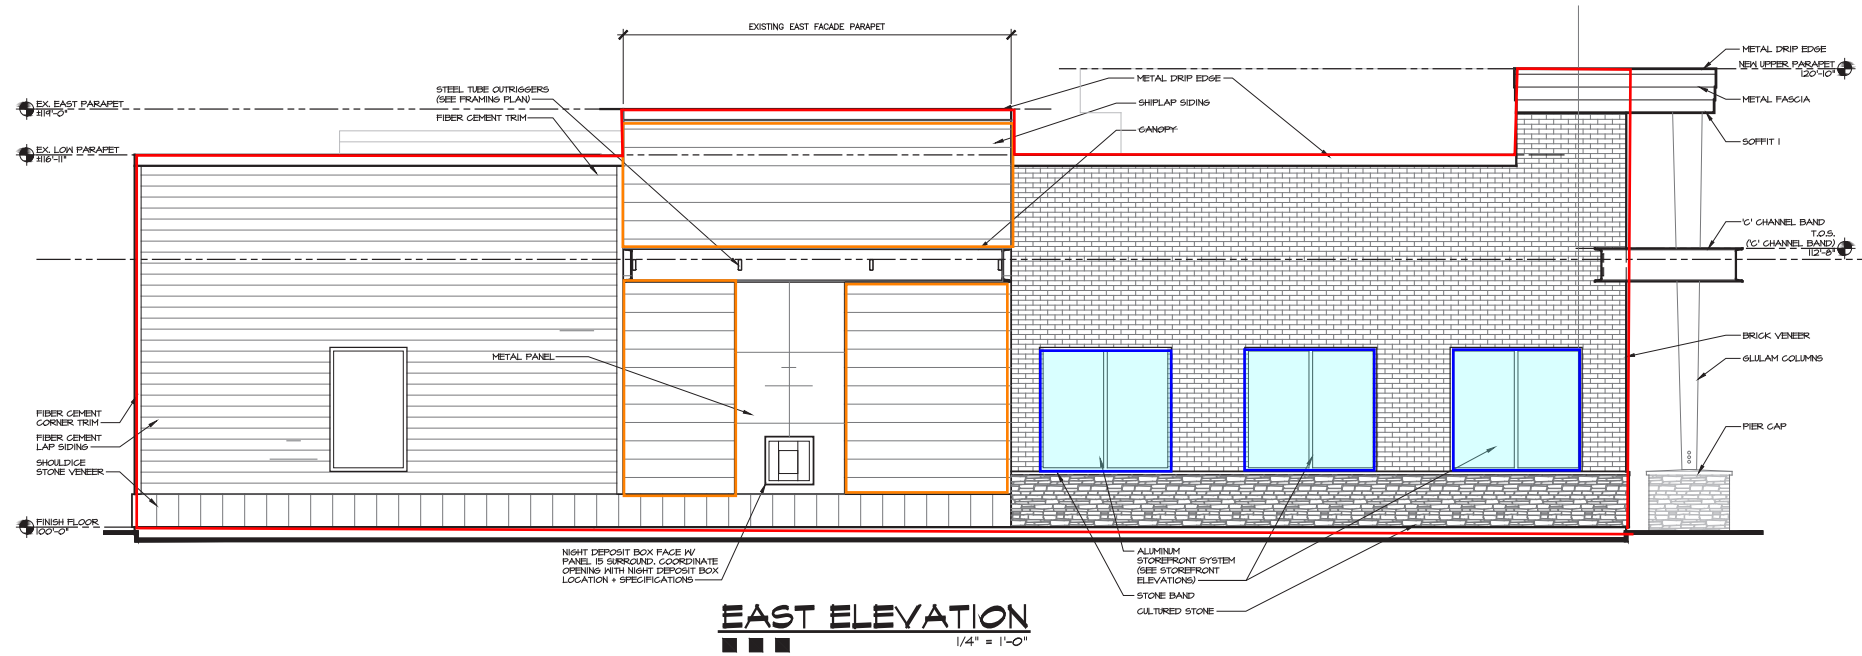 EXISTING EAST FACADE PARAPET
METAL DRIP EDGE
NEW UPPER PARAPET
120'-10"
METAL DRIP EDGE
STEEL TUBE OUTRIGGERS
(SEE FRAMING PLAN)
METAL FASCIA
EX. EAST PARAPET
±119'-0"
SHIPLAP SIDING
FIBER CEMENT TRIM
CANOPY
SOFFIT 1
EX. LOW PARAPET
±116'-11"
'C' CHANNEL BAND
T.O.S.
('C' CHANNEL BAND)
112'-8"
BRICK VENEER
METAL PANEL
GLULAM COLUMNS
FIBER CEMENT
CORNER TRIM
PIER CAP
FIBER CEMENT
LAP SIDING
SHOULDICE
STONE VENEER
FINISH FLOOR
100'-0"
NIGHT DEPOSIT BOX FACE W/
PANEL 15 SURROUND. COORDINATE
OPENING WITH NIGHT DEPOSIT BOX
LOCATION + SPECIFICATIONS
ALUMINUM
STOREFRONT SYSTEM
(SEE STOREFRONT
ELEVATIONS)
STONE BAND
CULTURED STONE
EAST ELEVATION
1/4" = 1'-0"